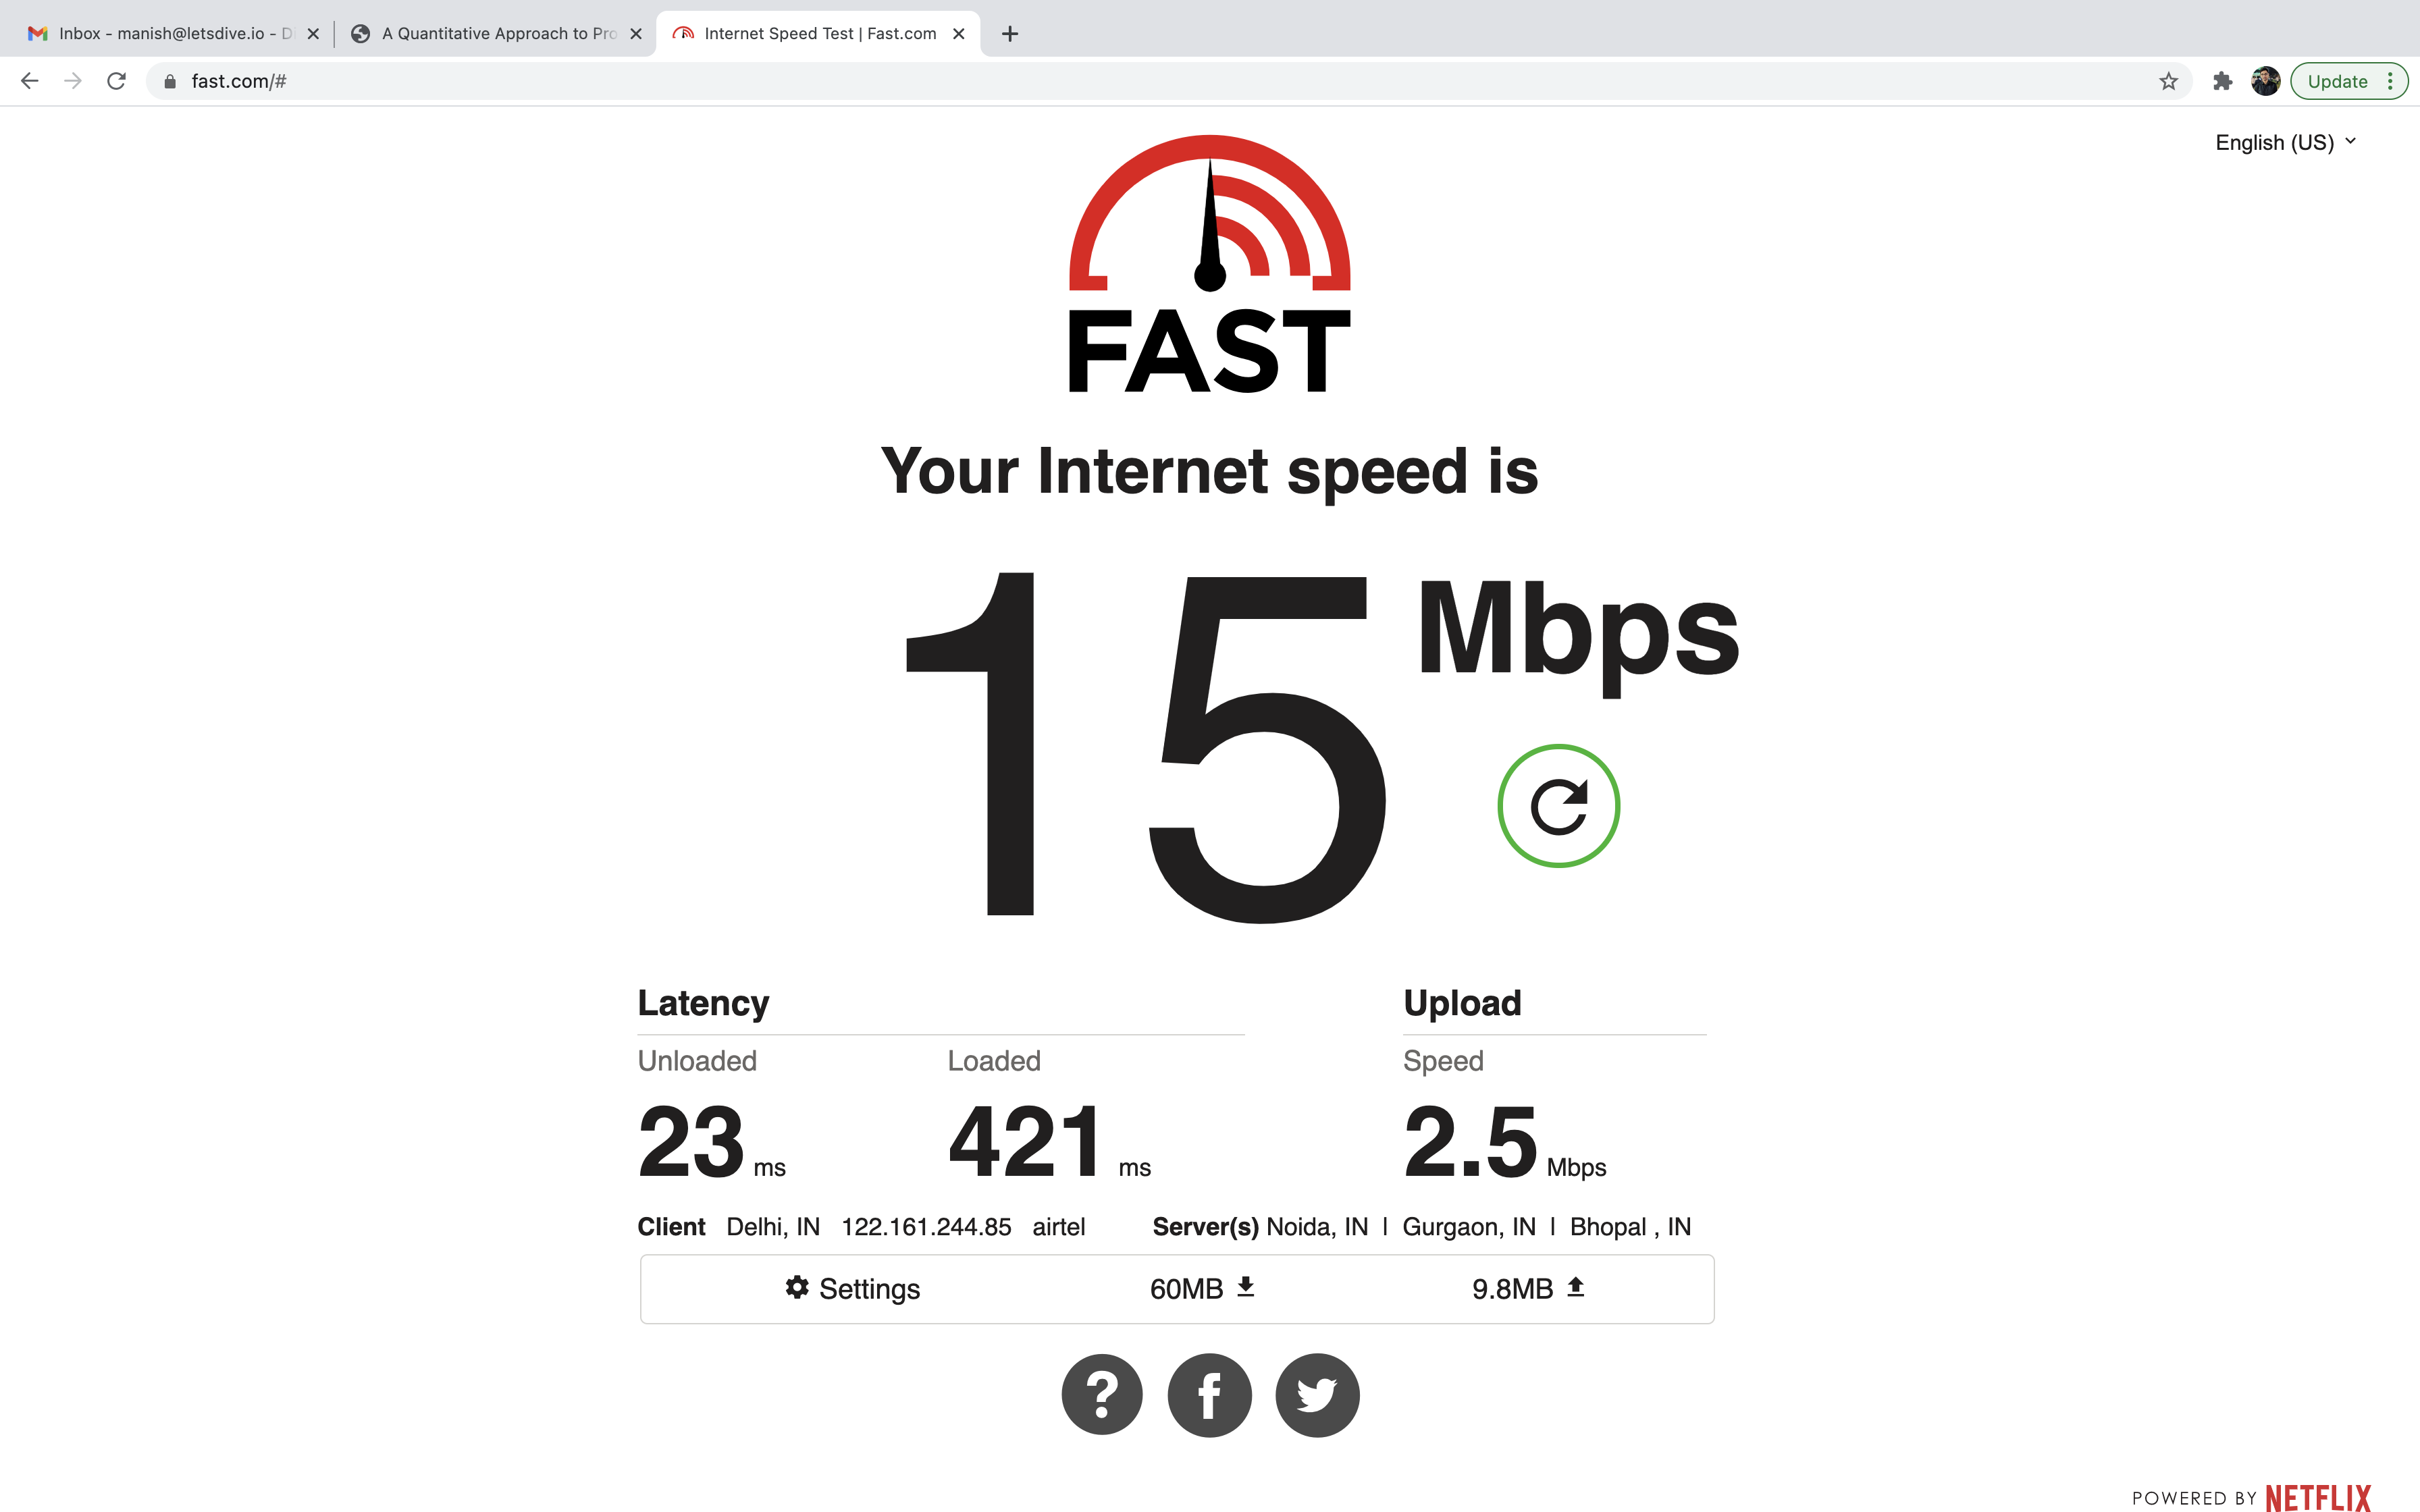 Inbox - manish@letsdive.io - D
A Quantitative Approach to Pro
Internet Speed Test | Fast.com
fast.com/#
Update
English (US)
FAST
Your Internet speed is
15 Mbps
Latency
Upload
Unloaded
Loaded
Speed
23 ms
421 ms
2.5 Mbps
Client Delhi, IN 122.161.244.85 airtel
Server(s) Noida, IN | Gurgaon, IN | Bhopal , IN
Settings
60MB
9.8MB
POWERED BY NETFLIX